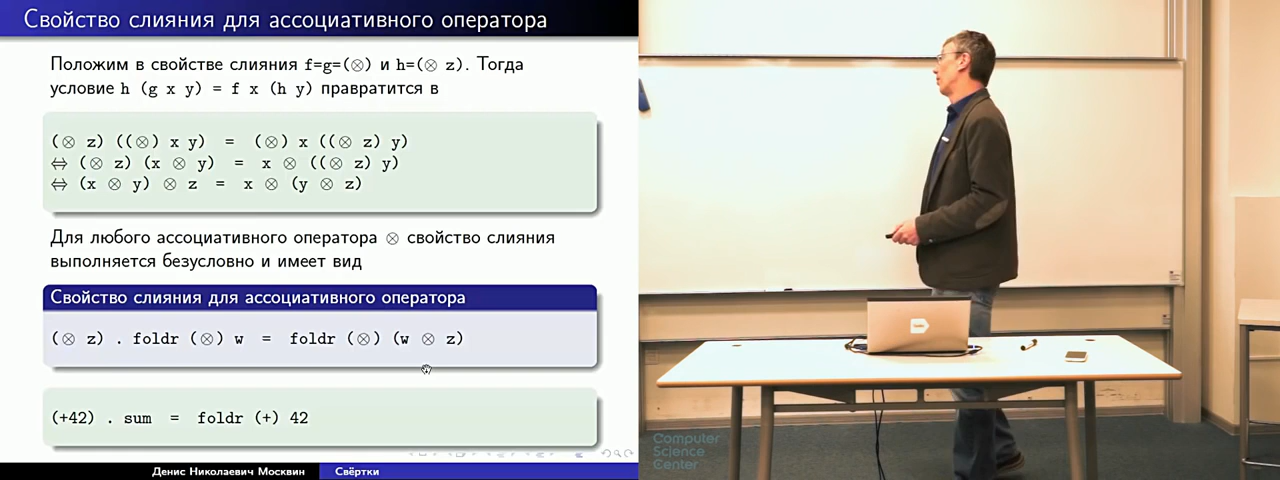 Свойство слияния для ассоциативного оператора
Положим в свойстве слияния f=g=(⊗) и h=(⊗ z). Тогда
условие h (g x y) = f x (h y) правратится в
(⊗ z) ((⊗) x y) = (⊗) x ((⊗ z) y)
⇔ (⊗ z) (x ⊗ y) = x ⊗ ((⊗ z) y)
⇔ (x ⊗ y) ⊗ z = x ⊗ (y ⊗ z)
Для любого ассоциативного оператора ⊗ свойство слияния
выполняется безусловно и имеет вид
Свойство слияния для ассоциативного оператора
(⊗ z) . foldr (⊗) w = foldr (⊗) (w ⊗ z)
(+42) . sum = foldr (+) 42
Денис Николаевич Москвин
Свёртки
Computer
Science
Center